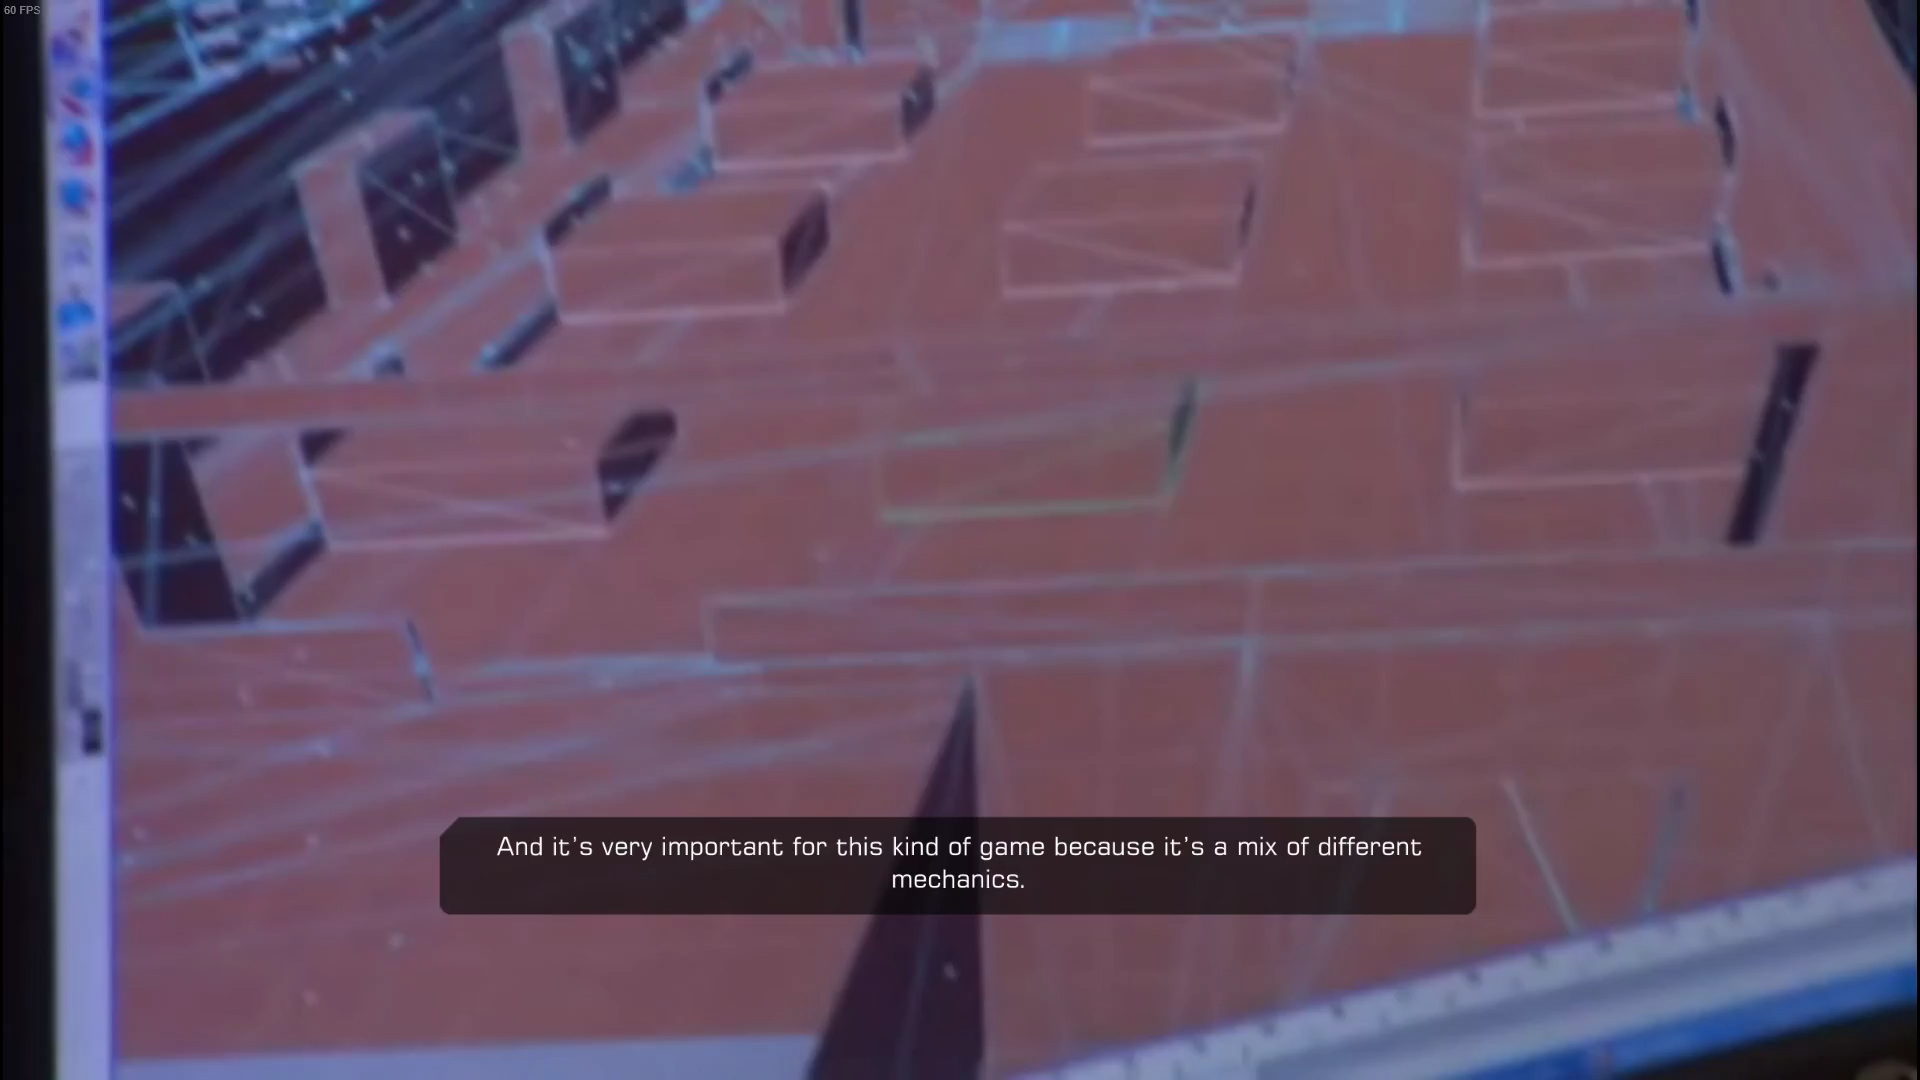 60 FPS
And it's very important for this kind of game because it's a mix of different
mechanics.